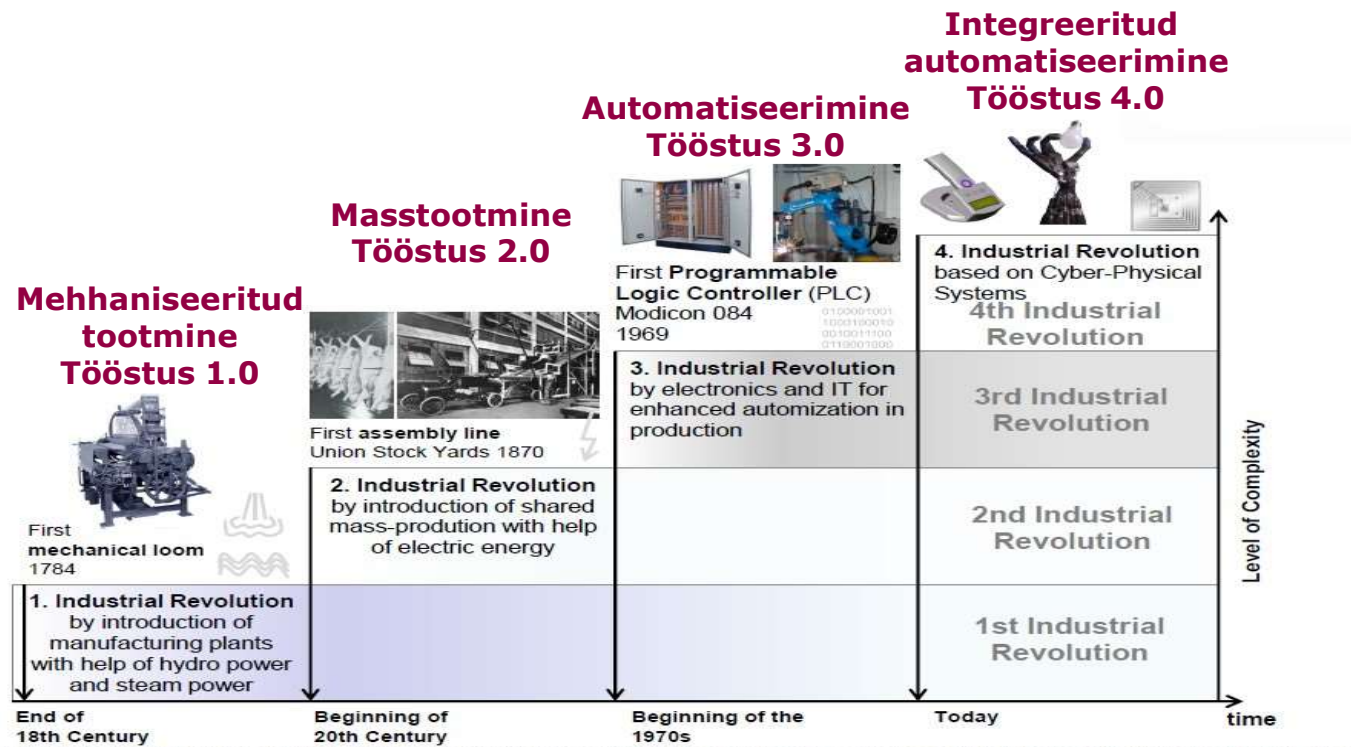 Integreeritud
automatiseerimine
Tööstus 4.0
Automatiseerimine
Tööstus 3.0
Masstootmine
Tööstus 2.0
Mehhaniseeritud
tootmine
Tööstus 1.0
First
mechanical loom
1784
1. Industrial Revolution
by introduction of
manufacturing plants
with help of hydro power
and steam power
First assembly line
Union Stock Yards 1870
2. Industrial Revolution
by introduction of shared
mass-prodution with help
of electric energy
First Programmable
Logic Controller (PLC)
Modicon 084
1969
0100001001
1000100010
0010011100
0110001000
3. Industrial Revolution
by electronics and IT for
enhanced automization in
production
4. Industrial Revolution
based on Cyber-Physical
Systems
4th Industrial
Revolution
3rd Industrial
Revolution
2nd Industrial
Revolution
1st Industrial
Revolution
Level of Complexity
End of
18th Century
Beginning of
20th Century
Beginning of the
1970s
Today
time